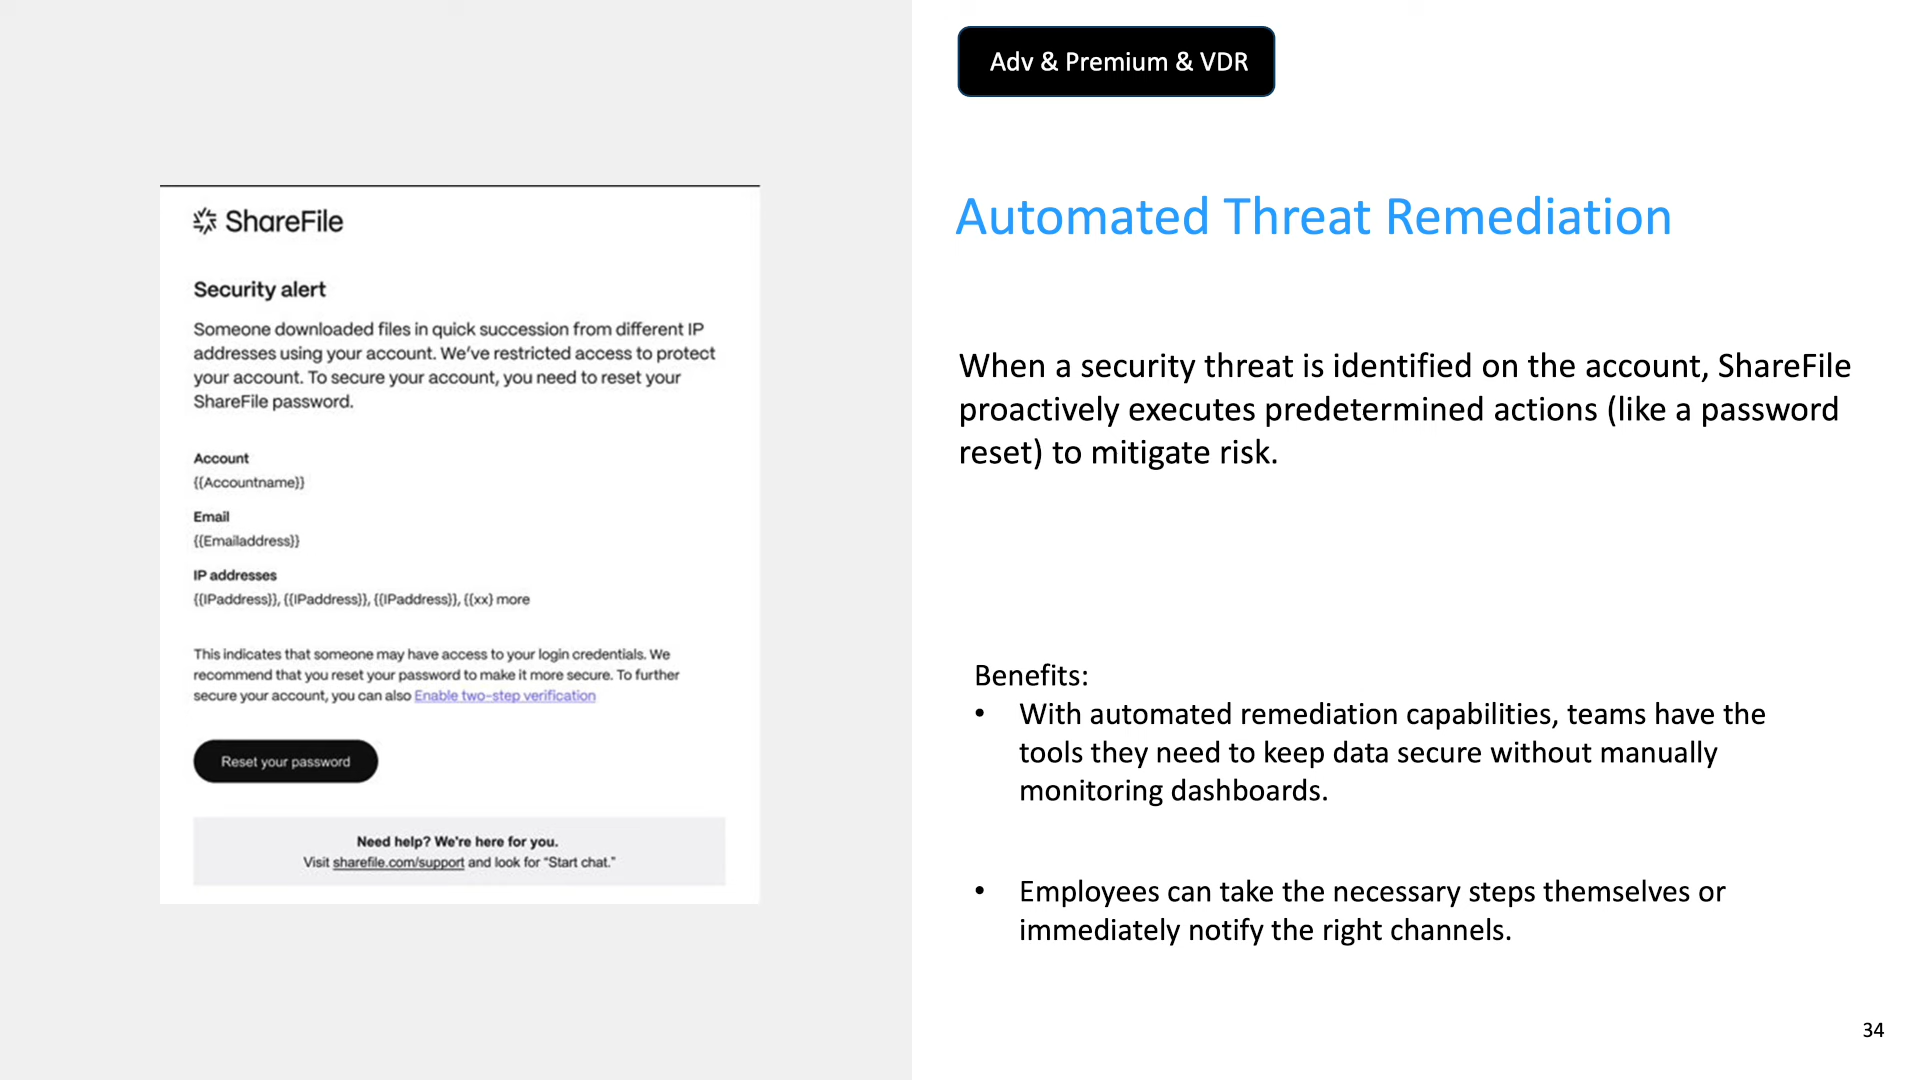 ShareFile
Security alert
Someone downloaded files in quick succession from different IP
addresses using your account. We've restricted access to protect
your account. To secure your account, you need to reset your
ShareFile password.
Account
{{Accountname}}
Email
{{Emailaddress}}
IP addresses
{{IPaddress}}, {{IPaddress}}, {{IPaddress}}, {{xx} more
This indicates that someone may have access to your login credentials. We
recommend that you reset your password to make it more secure. To further
secure your account, you can also Enable two-step verification
Reset your password
Need help? We're here for you.
Visit sharefile.com/support and look for "Start chat."
Adv & Premium & VDR
Automated Threat Remediation
When a security threat is identified on the account, ShareFile
proactively executes predetermined actions (like a password
reset) to mitigate risk.
Benefits:
• With automated remediation capabilities, teams have the
tools they need to keep data secure without manually
monitoring dashboards.
• Employees can take the necessary steps themselves or
immediately notify the right channels.
34